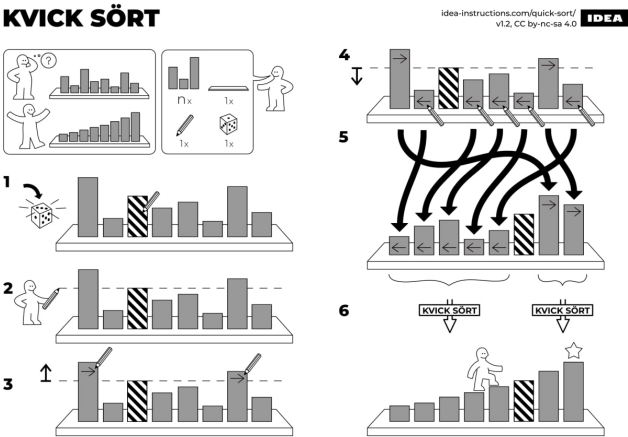 KVICK SÖRT
idea-instructions.com/quick-sort/
v1.2, CC by-nc-sa 4.0
IDEA
?
n x
1x
1x
1x
1
2
3
4
5
KVICK SÖRT
KVICK SÖRT
6